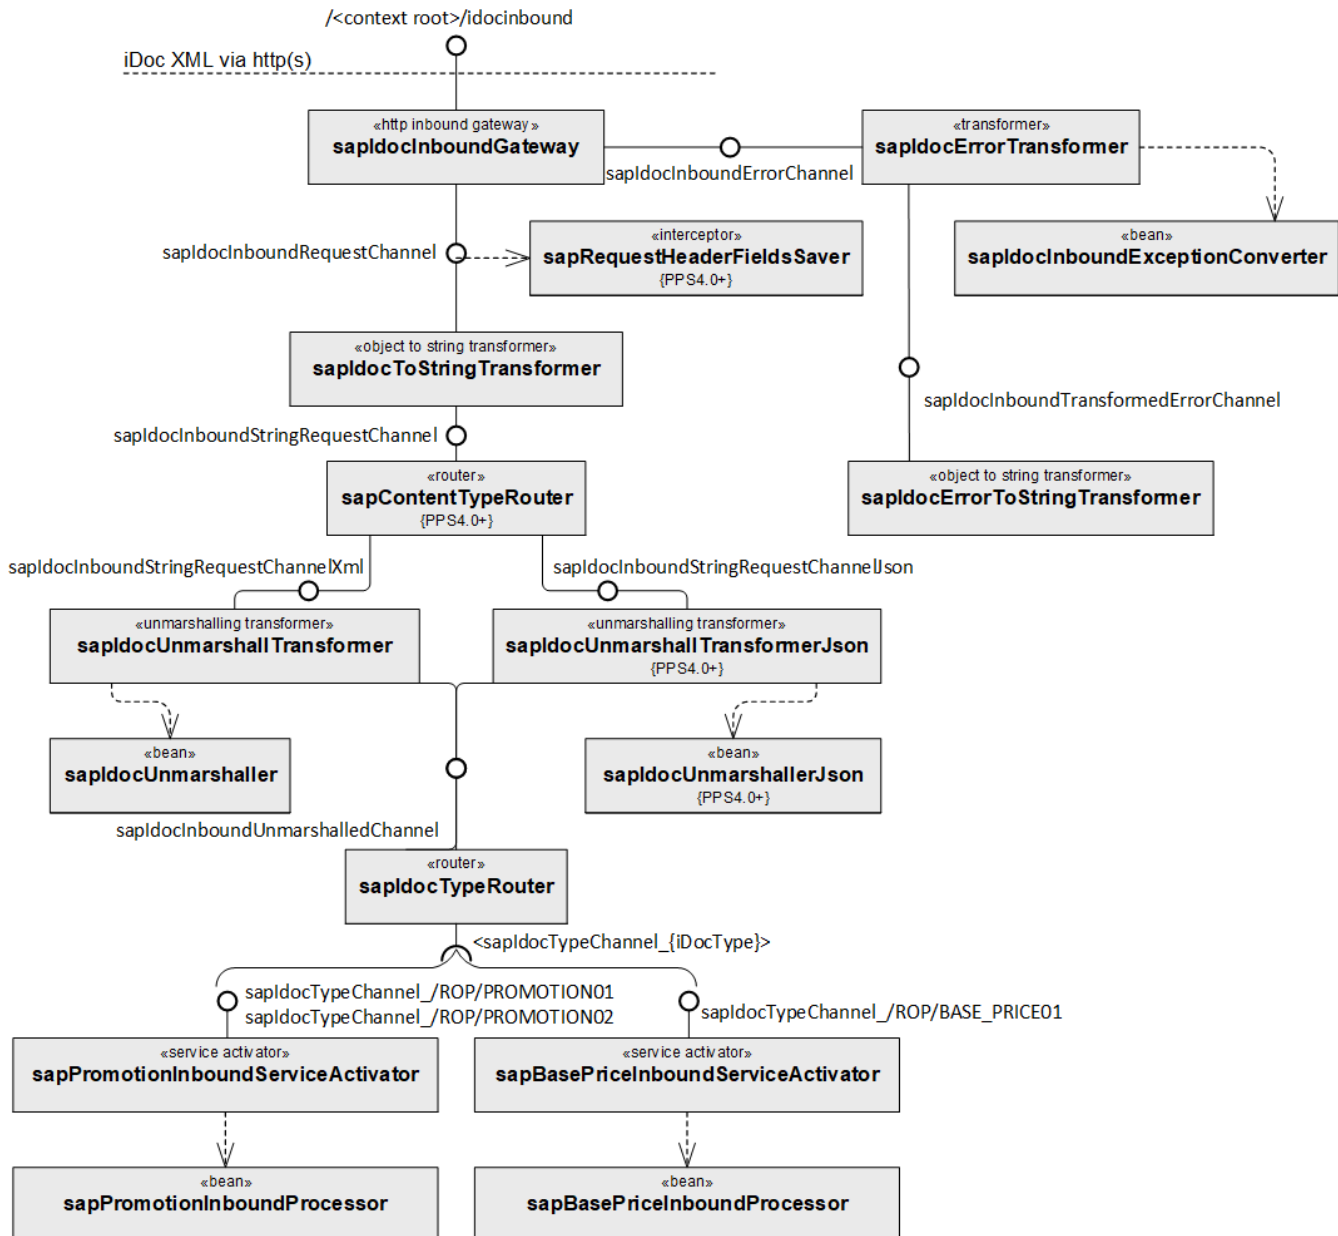 /<context root>/idocinbound
iDoc XML via http(s)
«http inbound gateway»
sapIdocInboundGateway
«transformer»
sapIdocErrorTransformer
sapIdocInboundErrorChannel
sapIdocInboundRequestChannel
«interceptor»
sapRequestHeaderFieldsSaver
{PPS4.0+}
«bean»
sapIdocInboundExceptionConverter
«object to string transformer»
sapIdocToStringTransformer
sapIdocInboundTransformedErrorChannel
sapIdocInboundStringRequestChannel
«router»
sapContentTypeRouter
{PPS4.0+}
«object to string transformer»
sapIdocErrorToStringTransformer
sapIdocInboundStringRequestChannelXml
sapIdocInboundStringRequestChannelJson
«unmarshalling transformer»
sapIdocUnmarshallTransformer
«unmarshalling transformer»
sapIdocUnmarshallTransformerJson
{PPS4.0+}
«bean»
sapIdocUnmarshaller
«bean»
sapIdocUnmarshallerJson
{PPS4.0+}
sapIdocInboundUnmarshalledChannel
«router»
sapIdocTypeRouter
<sapIdocTypeChannel_{iDocType}>
sapIdocTypeChannel_/ROP/PROMOTION01
sapIdocTypeChannel_/ROP/PROMOTION02
sapIdocTypeChannel_/ROP/BASE_PRICE01
«service activator»
sapPromotionInboundServiceActivator
«service activator»
sapBasePriceInboundServiceActivator
«bean»
sapPromotionInboundProcessor
«bean»
sapBasePriceInboundProcessor